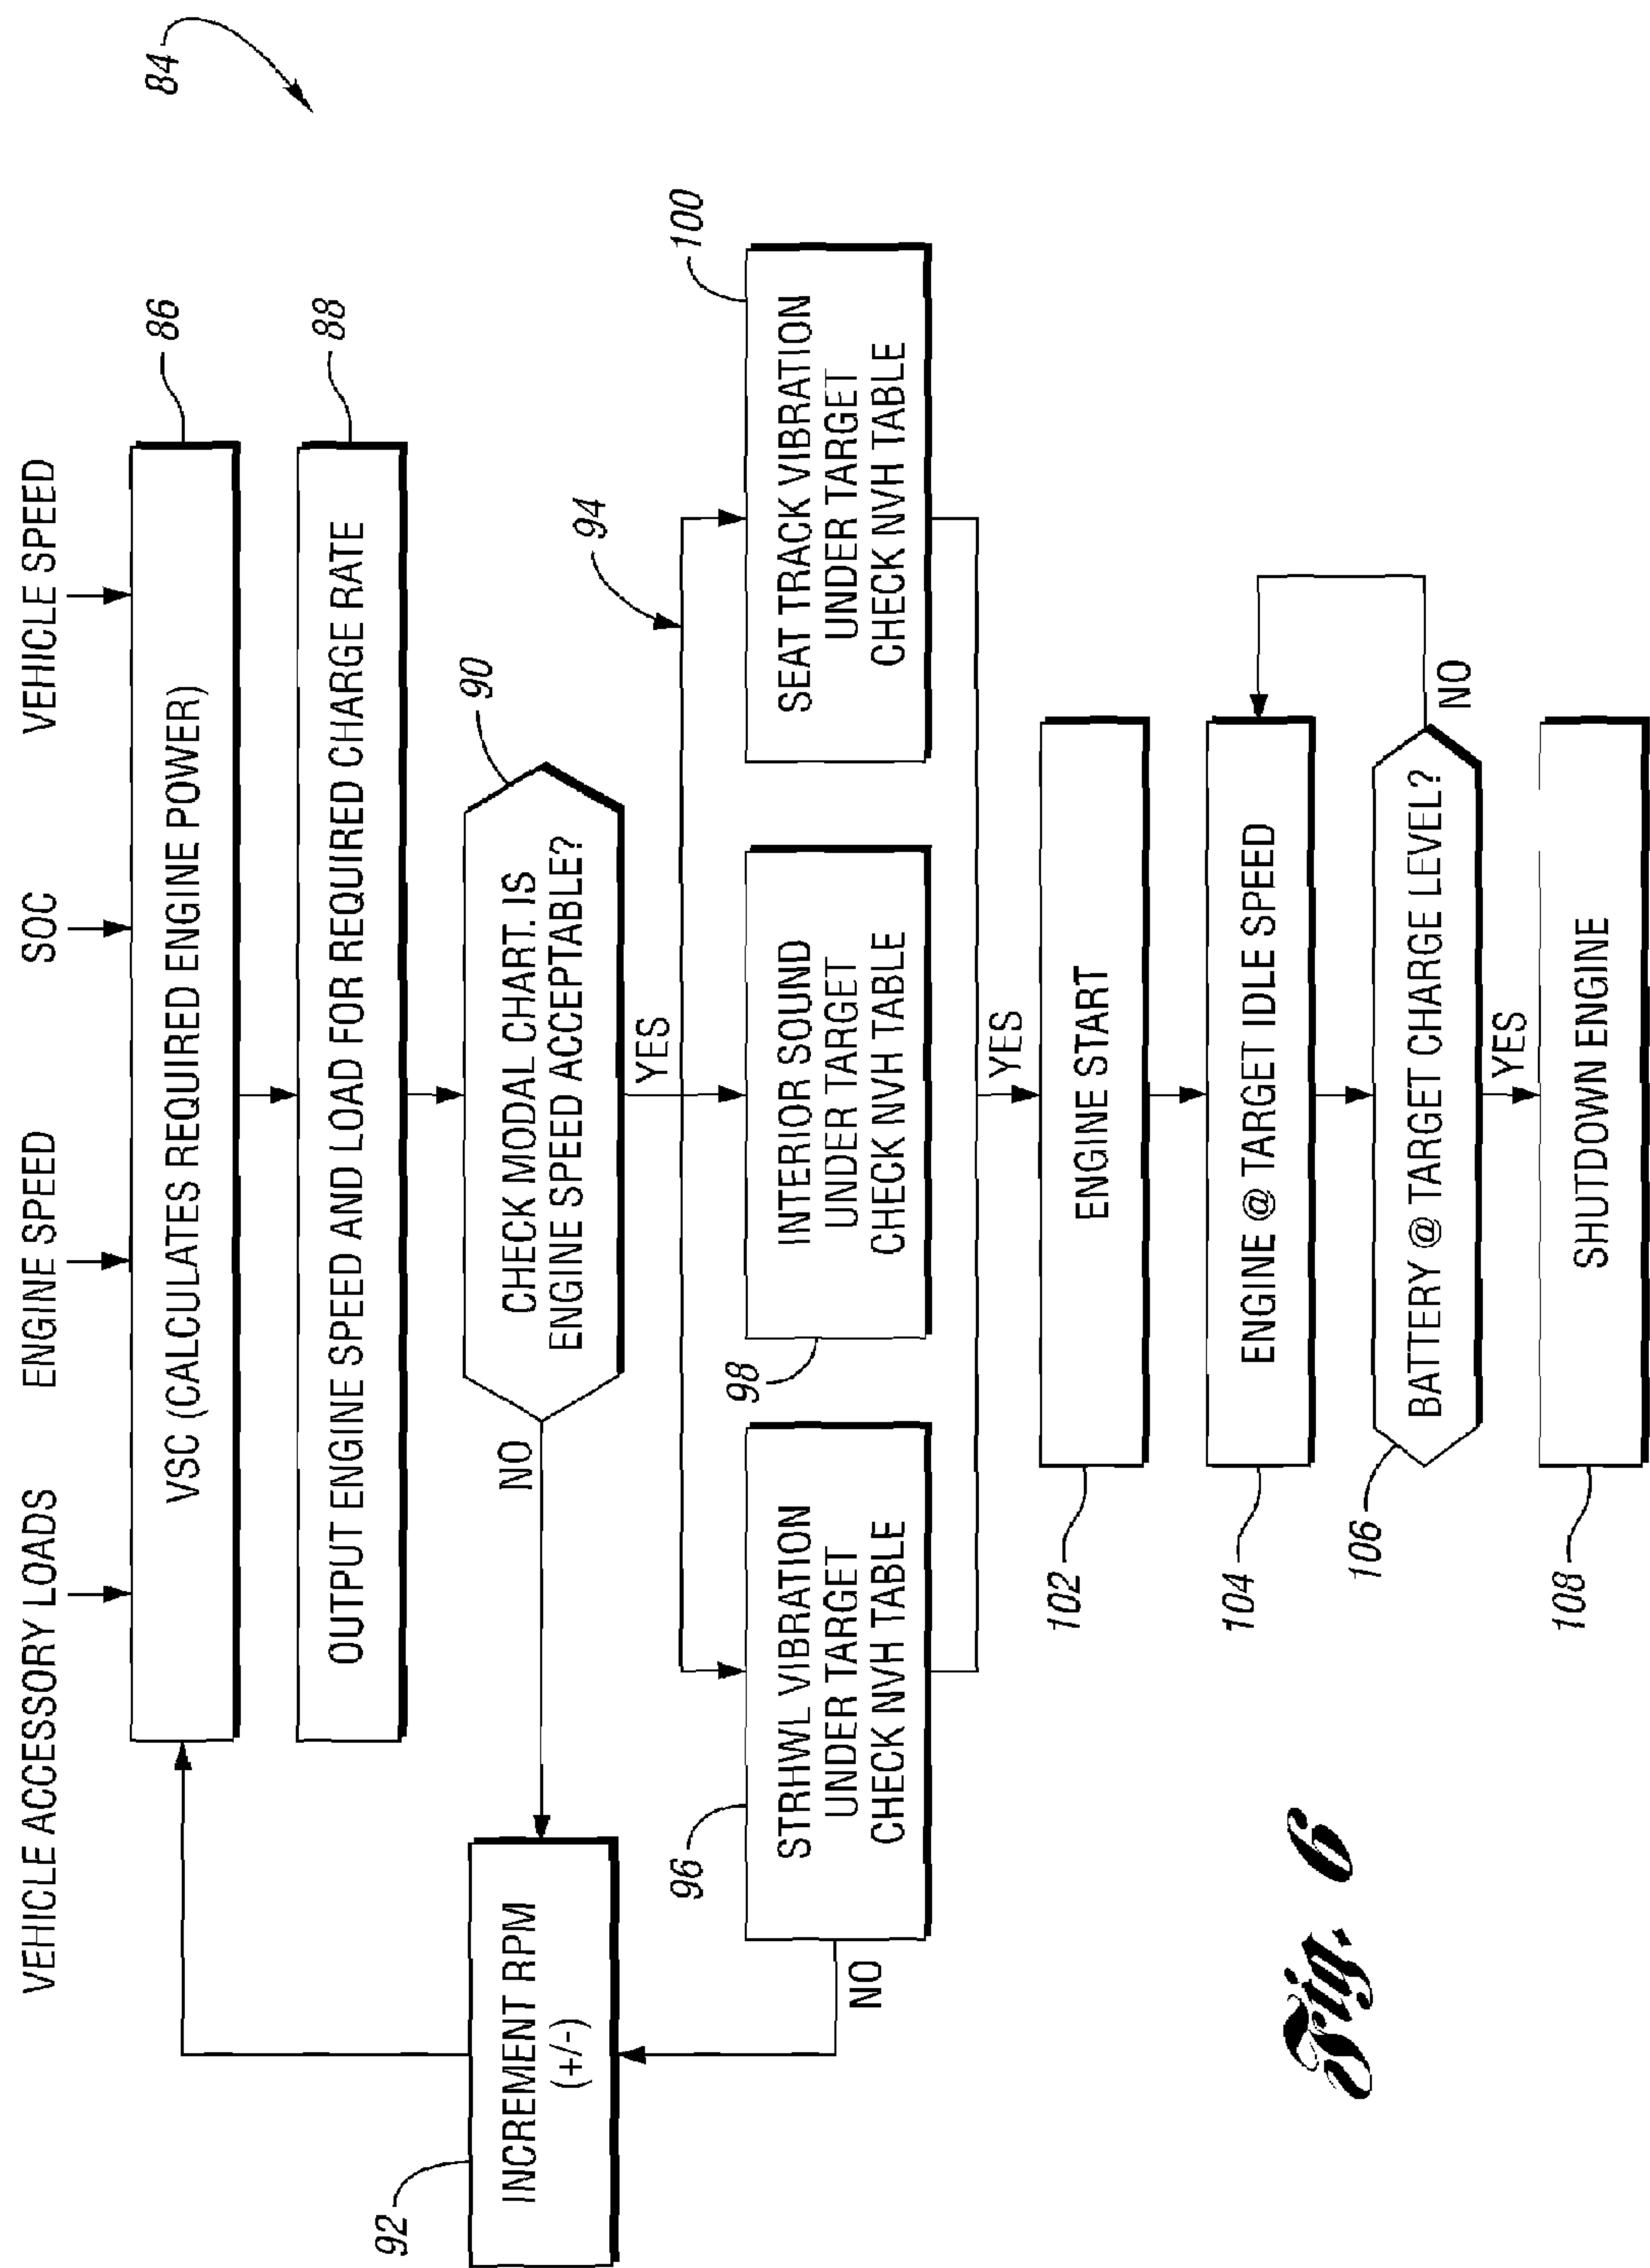 84
VEHICLE ACCESSORY LOADS
ENGINE SPEED
SOC
VEHICLE SPEED
VSC (CALCULATES REQUIRED ENGINE POWER)
86
OUTPUT ENGINE SPEED AND LOAD FOR REQUIRED CHARGE RATE
88
92
INCREMENT RPM
(+/-)
NO
CHECK MODAL CHART. IS
ENGINE SPEED ACCEPTABLE?
90
YES
94
96
STRHWL VIBRATION
UNDER TARGET
CHECK NVH TABLE
NO
98
INTERIOR SOUND
UNDER TARGET
CHECK NVH TABLE
100
SEAT TRACK VIBRATION
UNDER TARGET
CHECK NVH TABLE
YES
102
ENGINE START
104
ENGINE @ TARGET IDLE SPEED
106
BATTERY @ TARGET CHARGE LEVEL?
NO
YES
108
SHUTDOWN ENGINE
Fig. 6